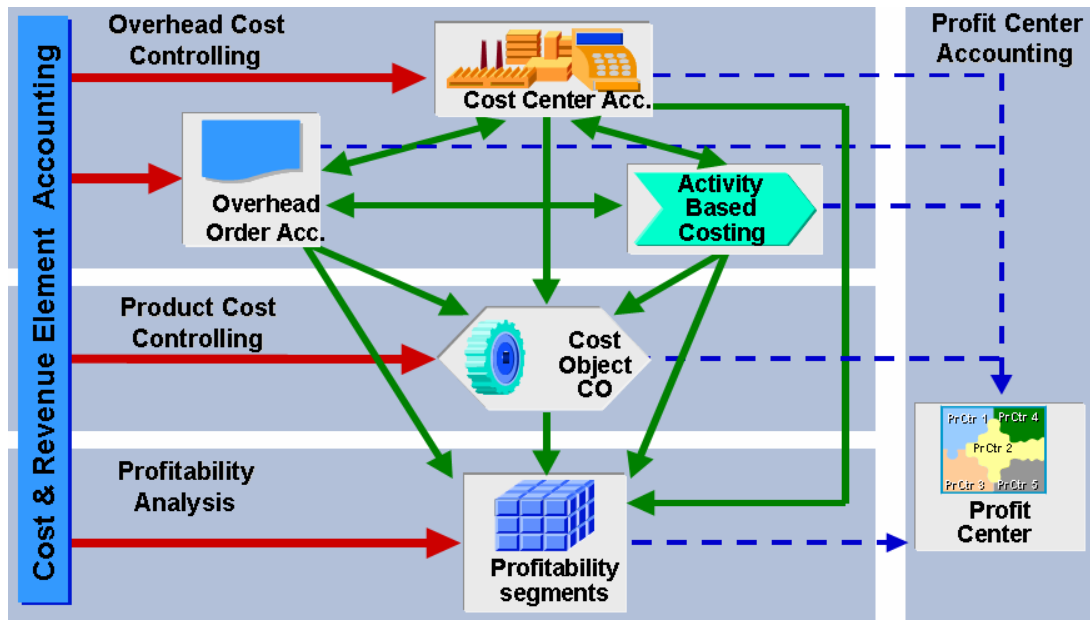 Cost & Revenue Element Accounting
Overhead Cost
Controlling
Profit Center
Accounting
Cost Center Acc.
Overhead
Order Acc.
Activity
Based
Costing
Product Cost
Controlling
Cost
Object
CO
PrCtr 1
PrCtr 4
PrCtr 2
PrCtr 3
PrCtr 5
Profit
Center
Profitability
Analysis
Profitability
segments